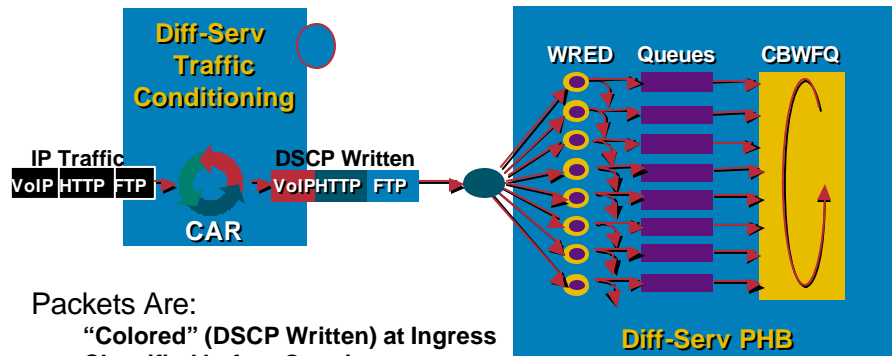 Diff-Serv
Traffic
Conditioning
IP Traffic
VoIP HTTP FTP
CAR
DSCP Written
VoIP HTTP FTP
WRED Queues CBWFQ
Diff-Serv PHB
Packets Are:
“Colored” (DSCP Written) at Ingress